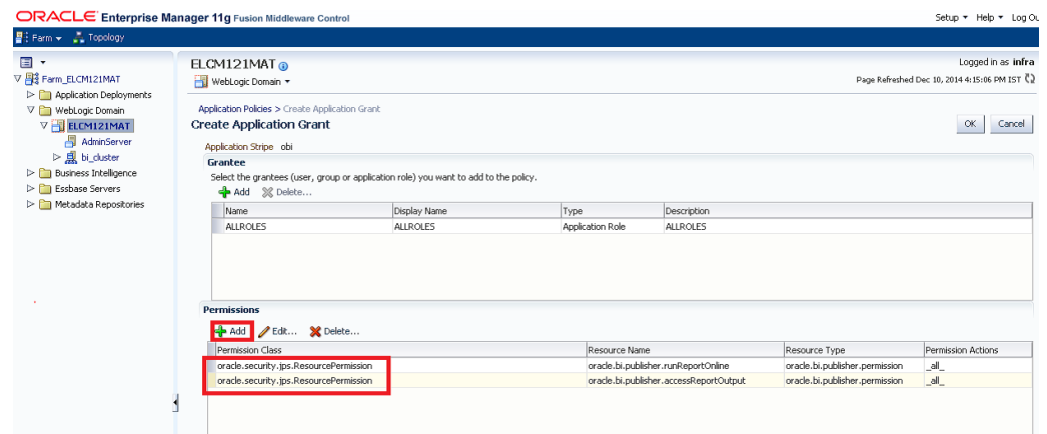 ORACLE Enterprise Manager 11g Fusion Middleware Control
Setup Help Log Ou
Farm Topology
ELCM121MAT
Logged in as infra
WebLogic Domain
Page Refreshed Dec 10, 2014 4:15:06 PM IST
Farm_ELCM121MAT
Application Deployments
WebLogic Domain
ELCM121MAT
AdminServer
bi_cluster
Business Intelligence
Essbase Servers
Metadata Repositories
Application Policies > Create Application Grant
Create Application Grant
OK Cancel
Application Stripe obi
Grantee
Select the grantees (user, group or application role) you want to add to the policy.
Add Delete...
Name Display Name Type Description
ALLROLES ALLROLES Application Role ALLROLES
Permissions
Add Edit... Delete...
Permission Class Resource Name Resource Type Permission Actions
oracle.security.jps.ResourcePermission oracle.bi.publisher.runReportOnline oracle.bi.publisher.permission _all_
oracle.security.jps.ResourcePermission oracle.bi.publisher.accessReportOutput oracle.bi.publisher.permission _all_